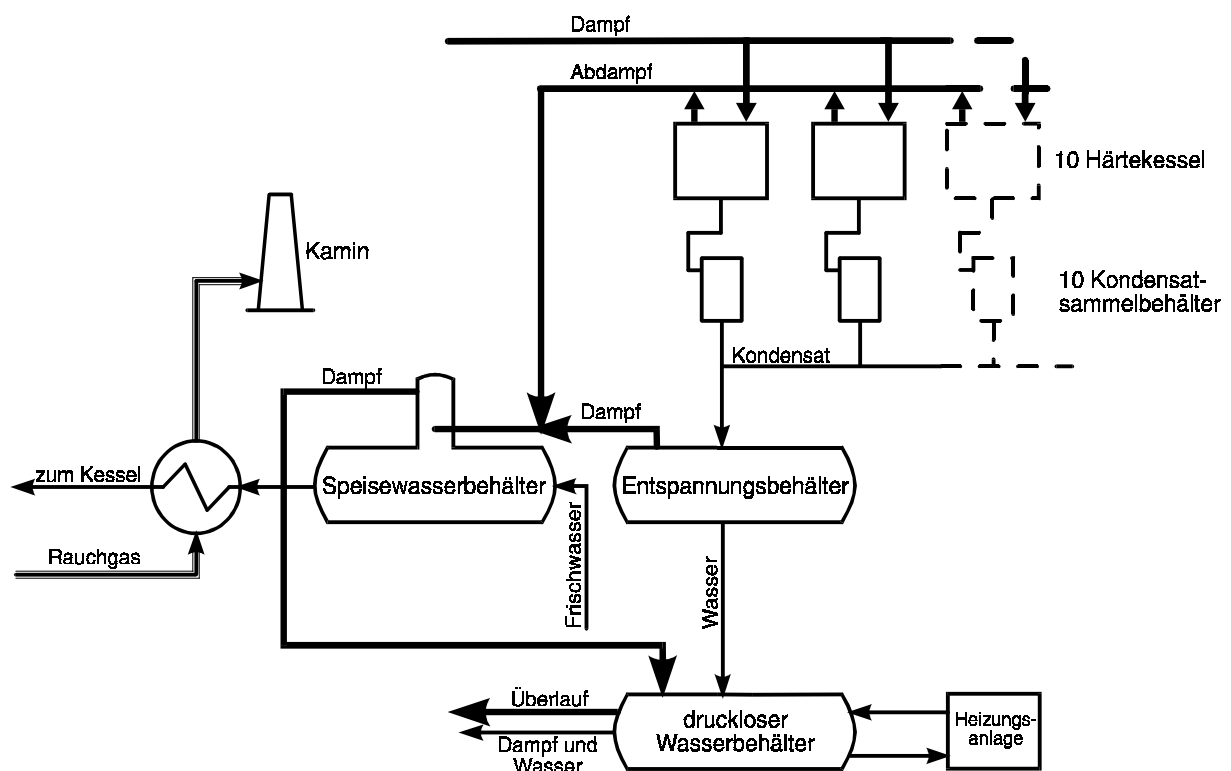 Dampf
Abdampf
10 Härtekessel
Kamin
10 Kondensat-
sammelbehälter
Kondensat
Dampf
Dampf
zum Kessel
Speisewasserbehälter
Entspannungsbehälter
Rauchgas
Frischwasser
Wasser
Überlauf
druckloser
Wasserbehälter
Heizungs-
anlage
Dampf und
Wasser